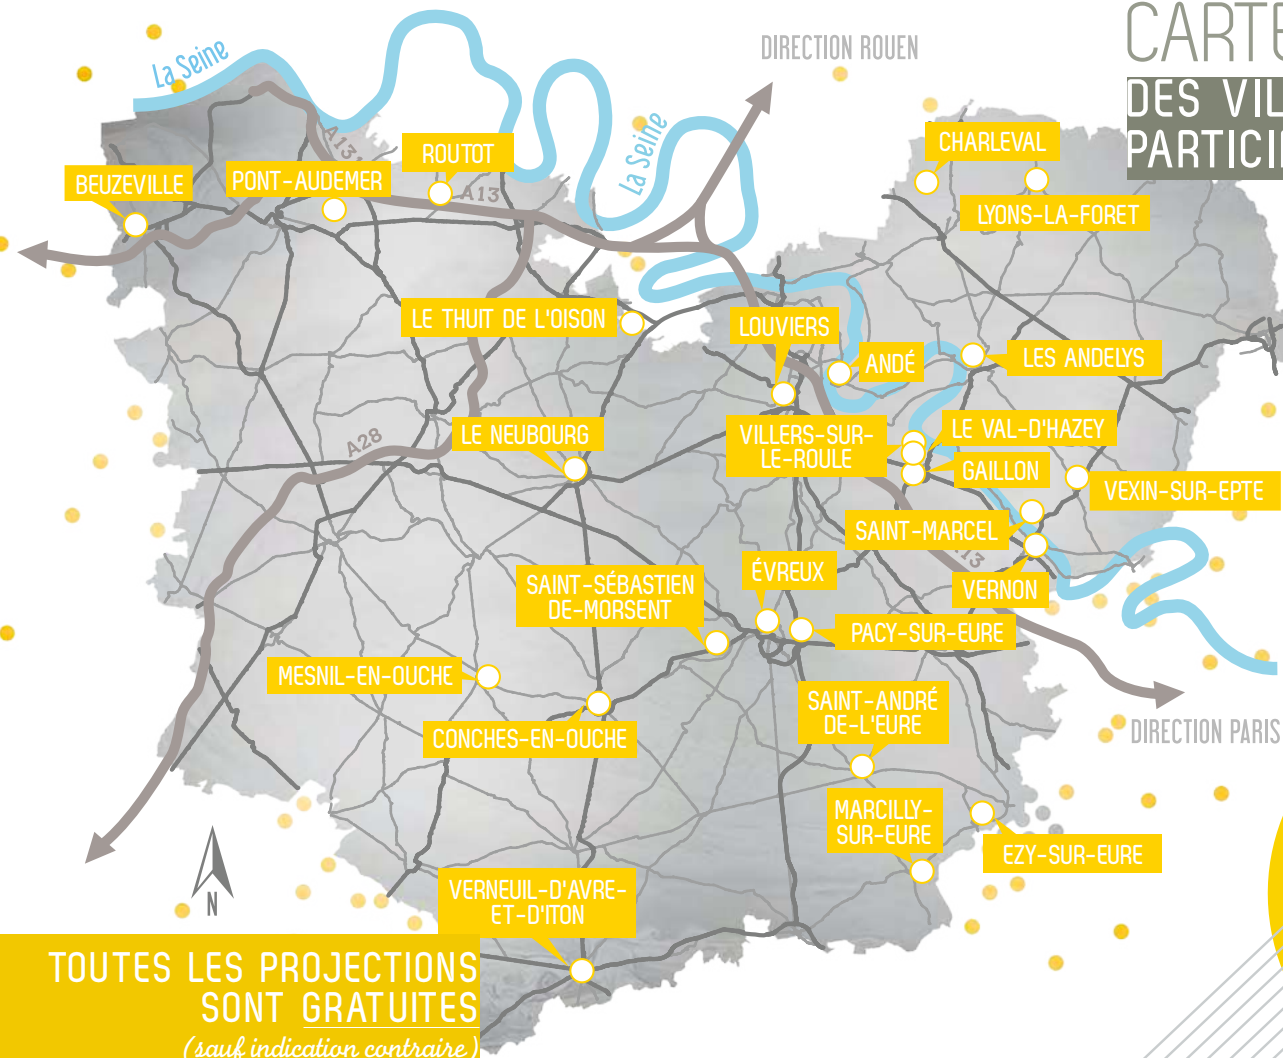 CARTE
DES VIL
PARTICI
DIRECTION ROUEN
La Seine
La Seine
A131
A13
ROUTOT
CHARLEVAL
BEUZEVILLE
PONT-AUDEMER
LYONS-LA-FORET
LE THUIT DE L'OISON
LOUVIERS
ANDÉ
LES ANDELYS
A28
LE NEUBOURG
VILLERS-SUR-
LE-ROULE
LE VAL-D'HAZEY
GAILLON
VEXIN-SUR-EPTE
SAINT-MARCEL
A13
VERNON
ÉVREUX
SAINT-SÉBASTIEN
DE-MORSENT
PACY-SUR-EURE
MESNIL-EN-OUCHE
CONCHES-EN-OUCHE
SAINT-ANDRÉ
DE-L'EURE
DIRECTION PARIS
MARCILLY-
SUR-EURE
EZY-SUR-EURE
VERNEUIL-D'AVRE-
ET-D'ITON
N
TOUTES LES PROJECTIONS
SONT GRATUITES
(sauf indication contraire)